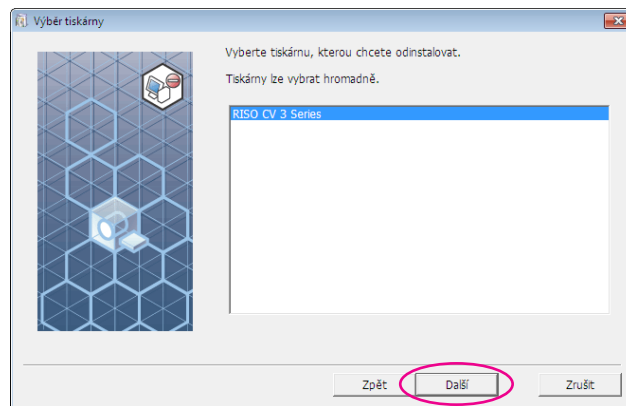 Výběr tiskárny
Vyberte tiskárnu, kterou chcete odinstalovat.
Tiskárny lze vybrat hromadně.
RISO CV 3 Series
Zpět
Další
Zrušit